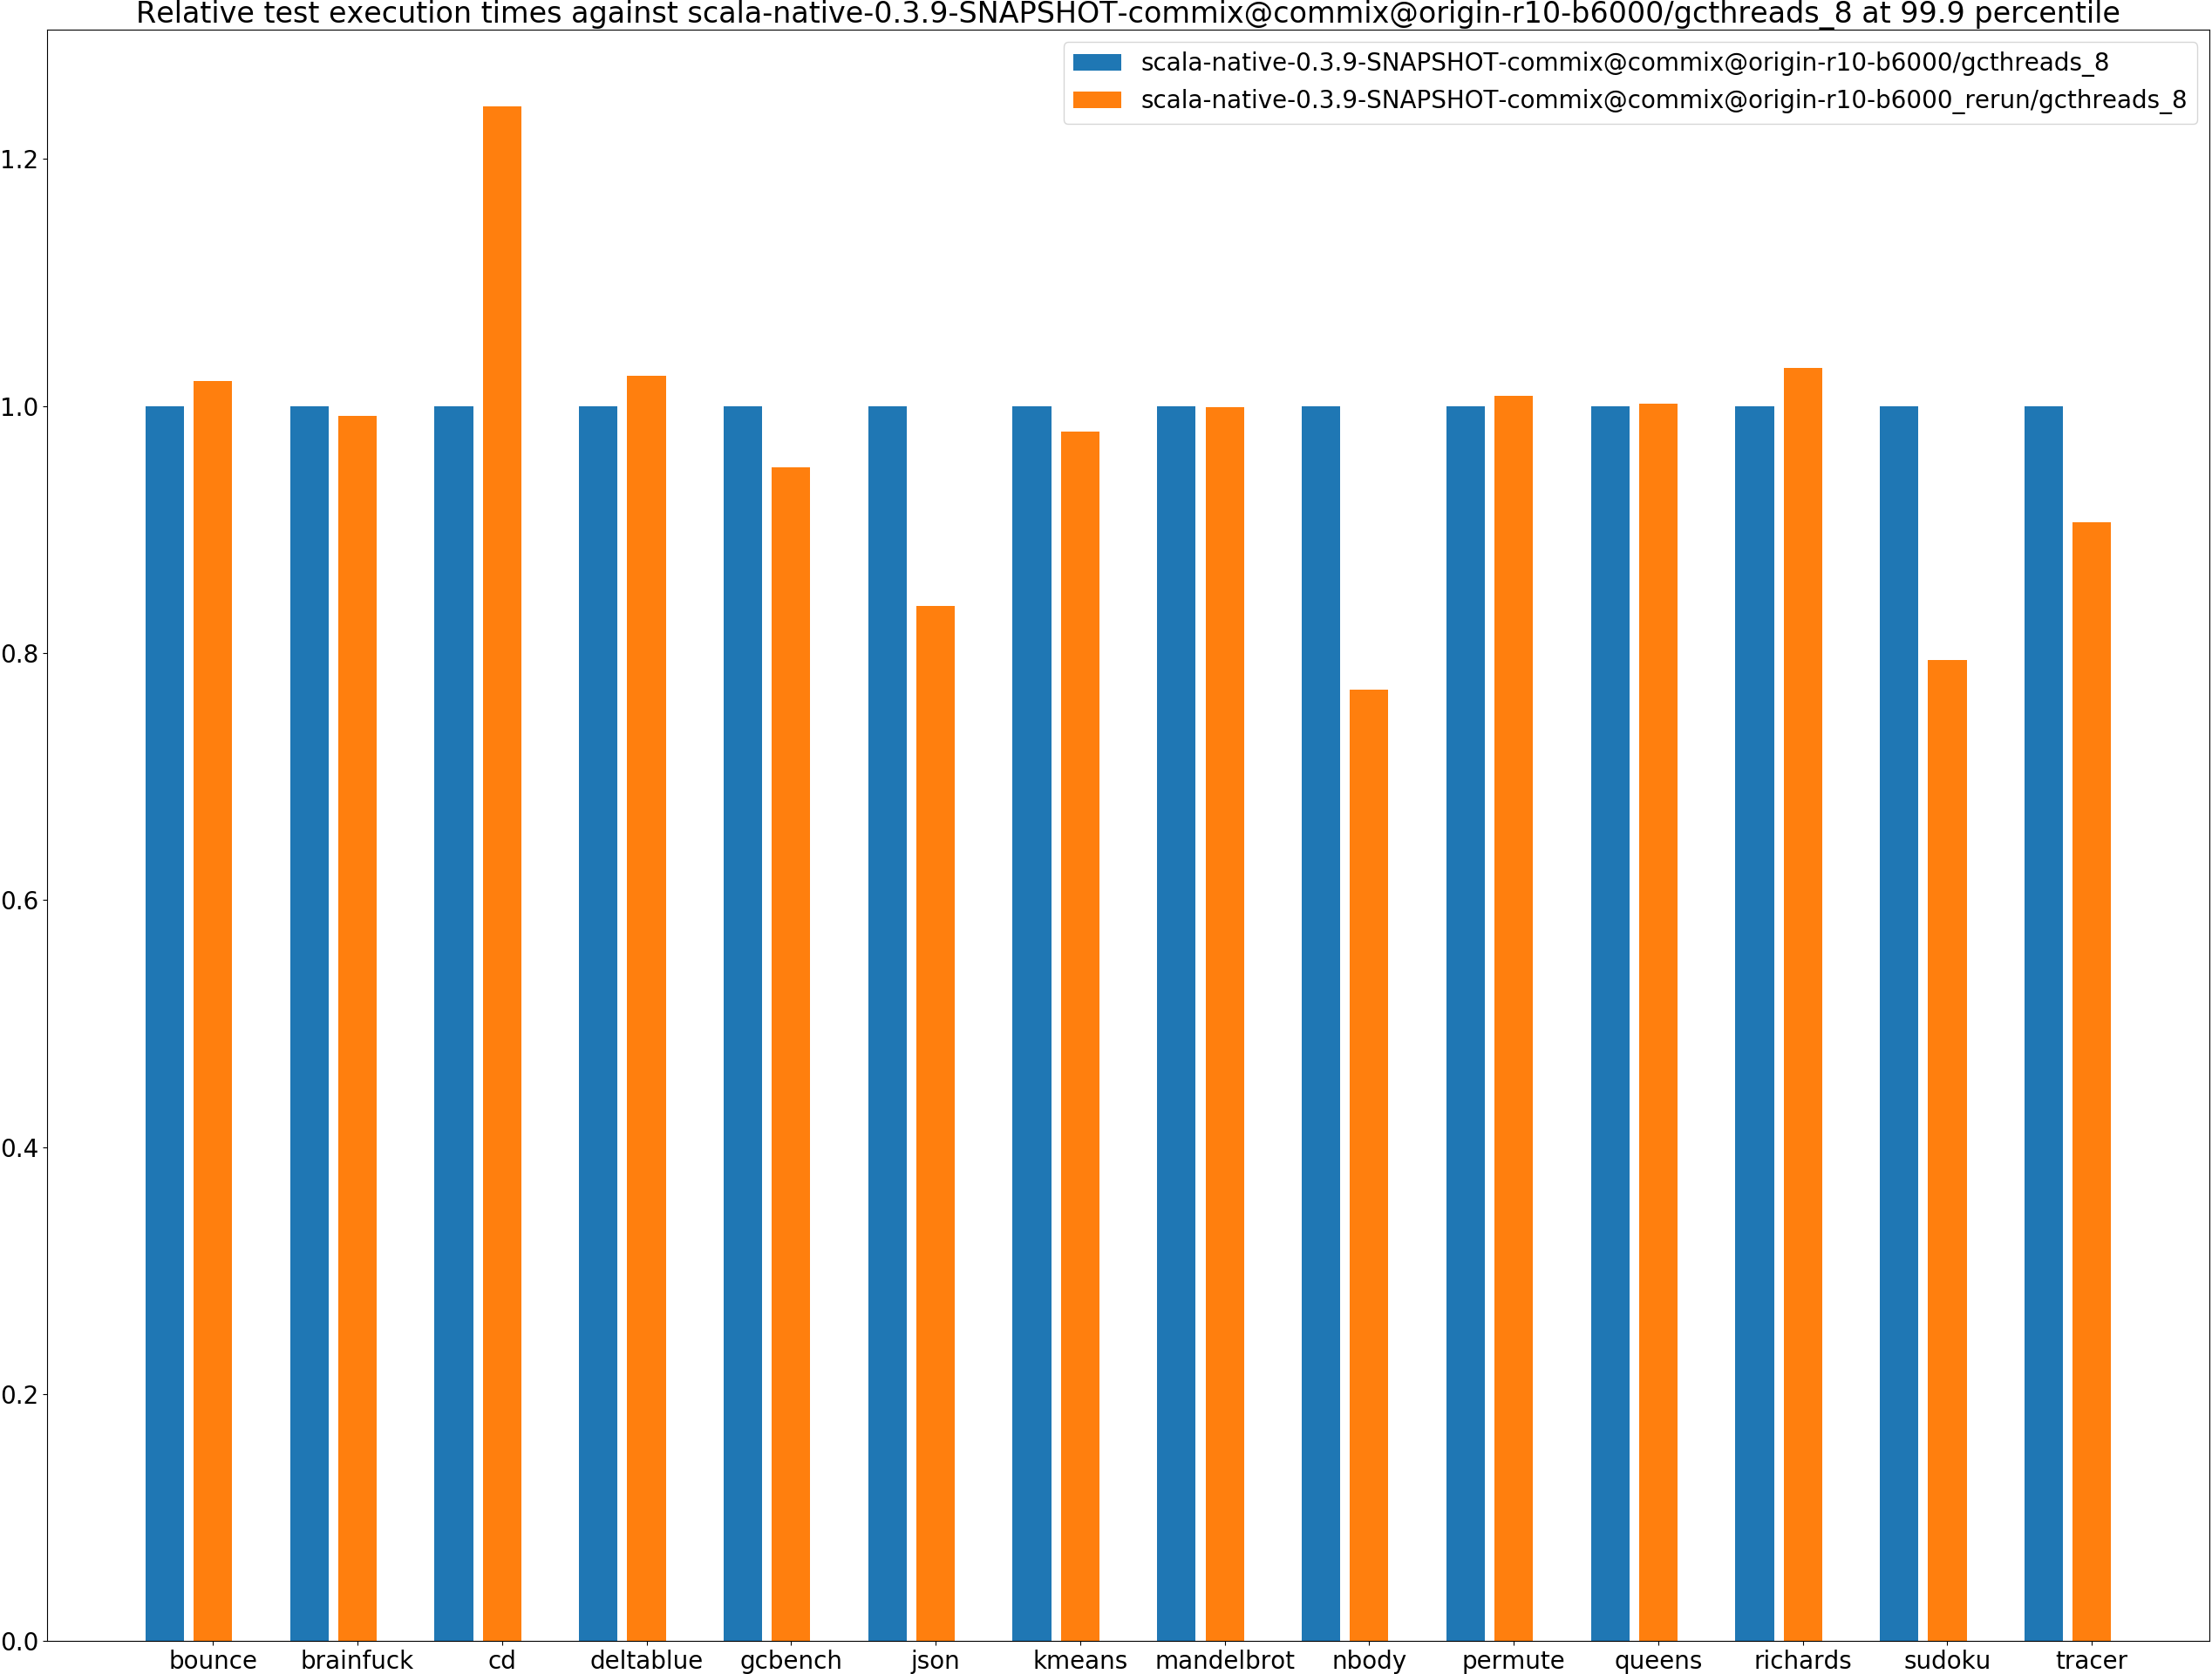 Relative test execution times against scala-native-0.3.9-SNAPSHOT-commix@commix@origin-r10-b6000/gcthreads_8 at 99.9 percentile
scala-native-0.3.9-SNAPSHOT-commix@commix@origin-r10-b6000/gcthreads_8
scala-native-0.3.9-SNAPSHOT-commix@commix@origin-r10-b6000_rerun/gcthreads_8
1.2
1.0
0.8
0.6
0.4
0.2
0.0
bounce brainfuck cd deltablue gcbench json kmeans mandelbrot nbody permute queens richards sudoku tracer